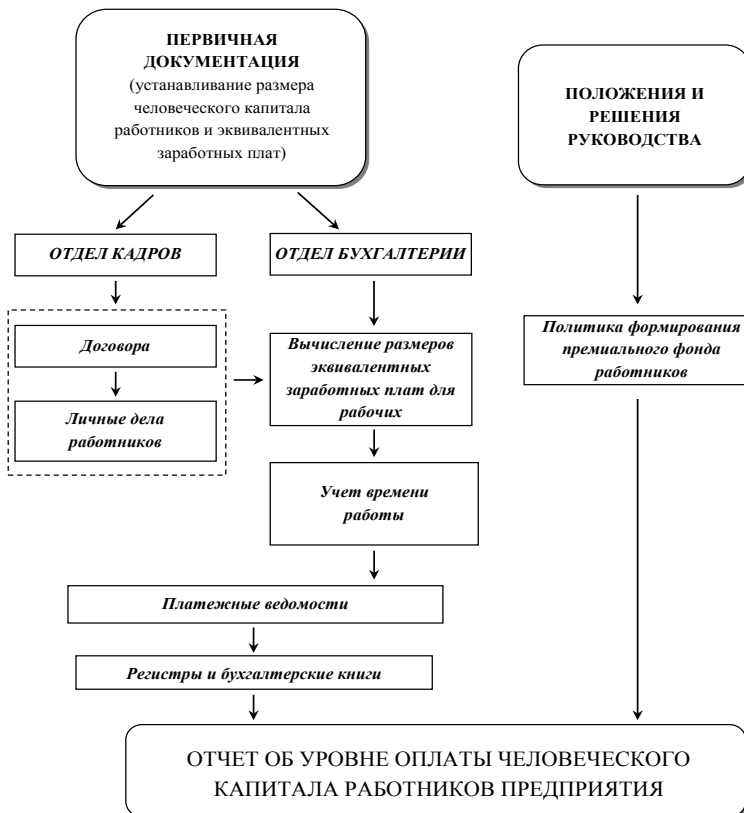 ПЕРВИЧНАЯ
ДОКУМЕНТАЦИЯ
(устанавливание размера
человеческого капитала
работников и эквивалентных
заработных плат)
ПОЛОЖЕНИЯ И
РЕШЕНИЯ
РУКОВОДСТВА
ОТДЕЛ КАДРОВ
ОТДЕЛ БУХГАЛТЕРИИ
Договора
Личные дела
работников
Вычисление размеров
эквивалентных
заработных плат для
рабочих
Политика формирования
премиального фонда
работников
Учет времени
работы
Платежные ведомости
Регистры и бухгалтерские книги
ОТЧЕТ ОБ УРОВНЕ ОПЛАТЫ ЧЕЛОВЕЧЕСКОГО
КАПИТАЛА РАБОТНИКОВ ПРЕДПРИЯТИЯ